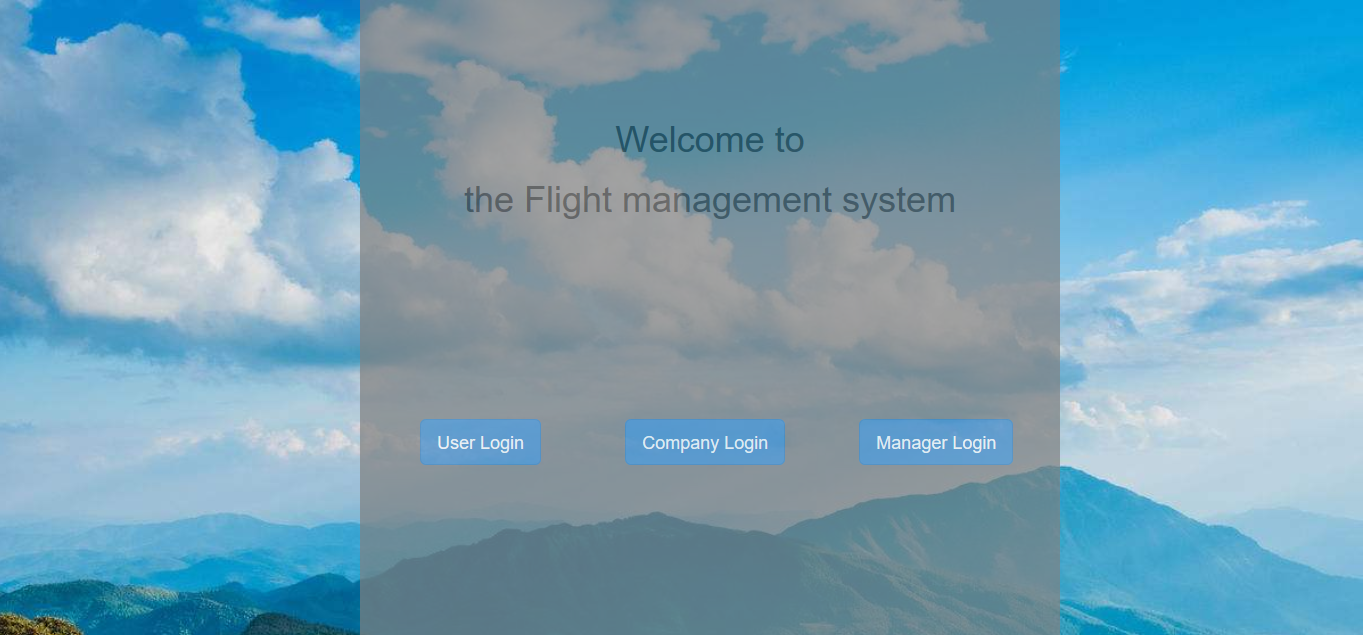 Welcome to
the Flight management system
User Login
Company Login
Manager Login